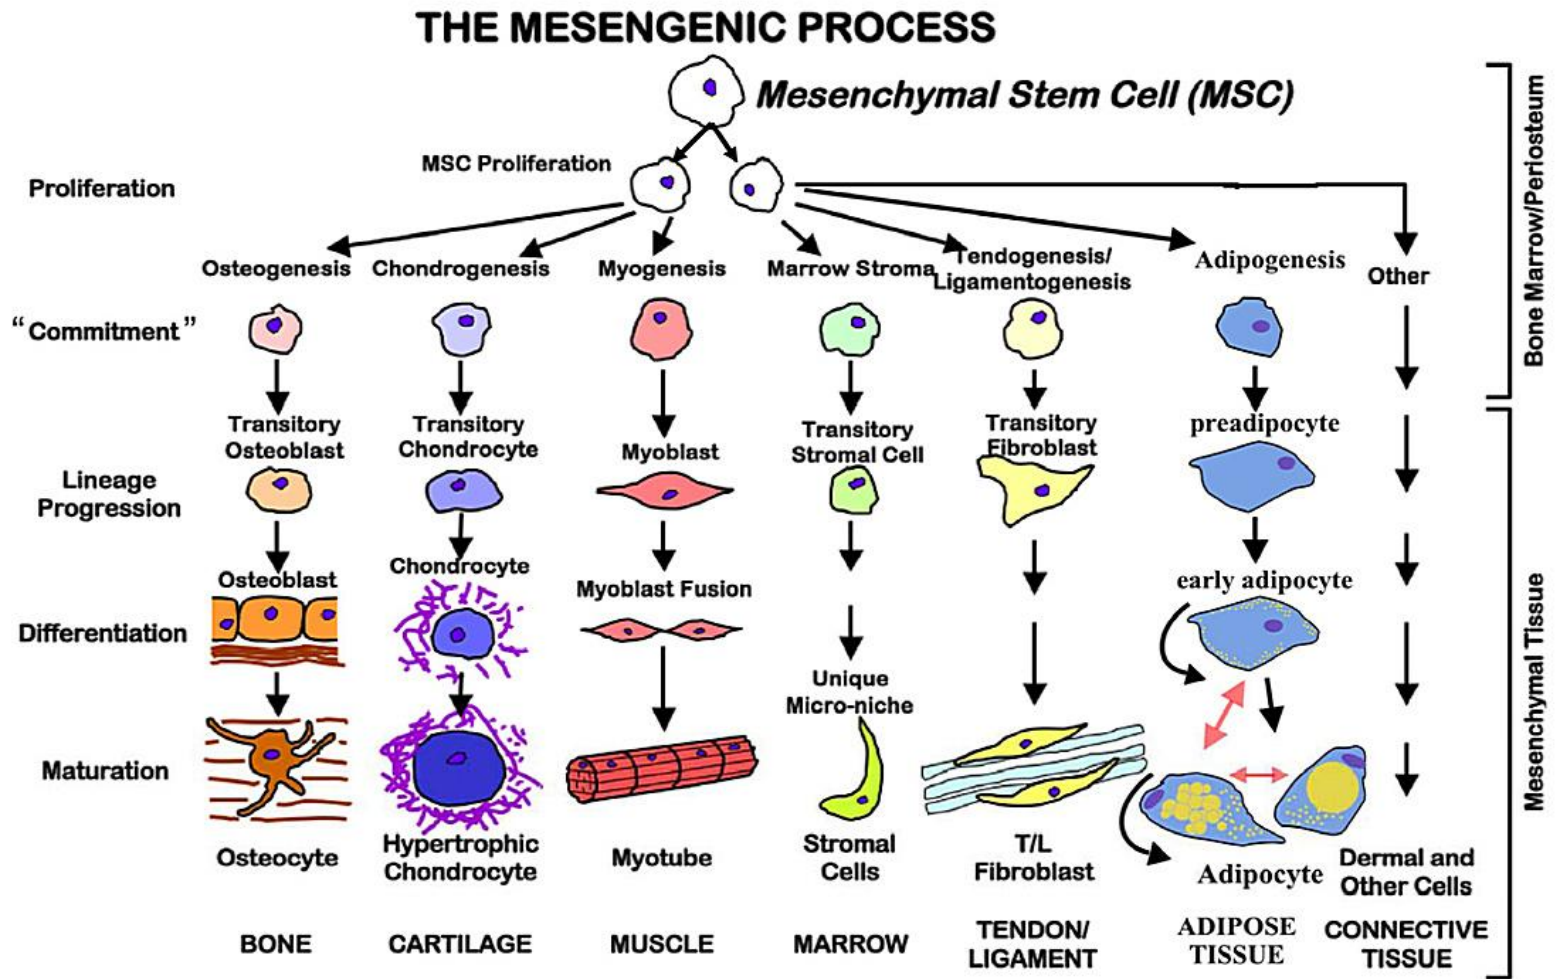 THE MESENGENIC PROCESS
Mesenchymal Stem Cell (MSC)
MSC Proliferation
Proliferation
Osteogenesis
Chondrogenesis
Myogenesis
Marrow Stroma
Tendogenesis/
Ligamentogenesis
Adipogenesis
Other
“Commitment”
Transitory
Osteoblast
Transitory
Chondrocyte
Myoblast
Transitory
Stromal Cell
Transitory
Fibroblast
preadipocyte
Lineage
Progression
Osteoblast
Chondrocyte
Myoblast Fusion
early adipocyte
Differentiation
Unique
Micro-niche
Maturation
Osteocyte
Hypertrophic
Chondrocyte
Myotube
Stromal
Cells
T/L
Fibroblast
Adipocyte
Dermal and
Other Cells
BONE
CARTILAGE
MUSCLE
MARROW
TENDON/
LIGAMENT
ADIPOSE
TISSUE
CONNECTIVE
TISSUE
Bone Marrow/Periosteum
Mesenchymal Tissue